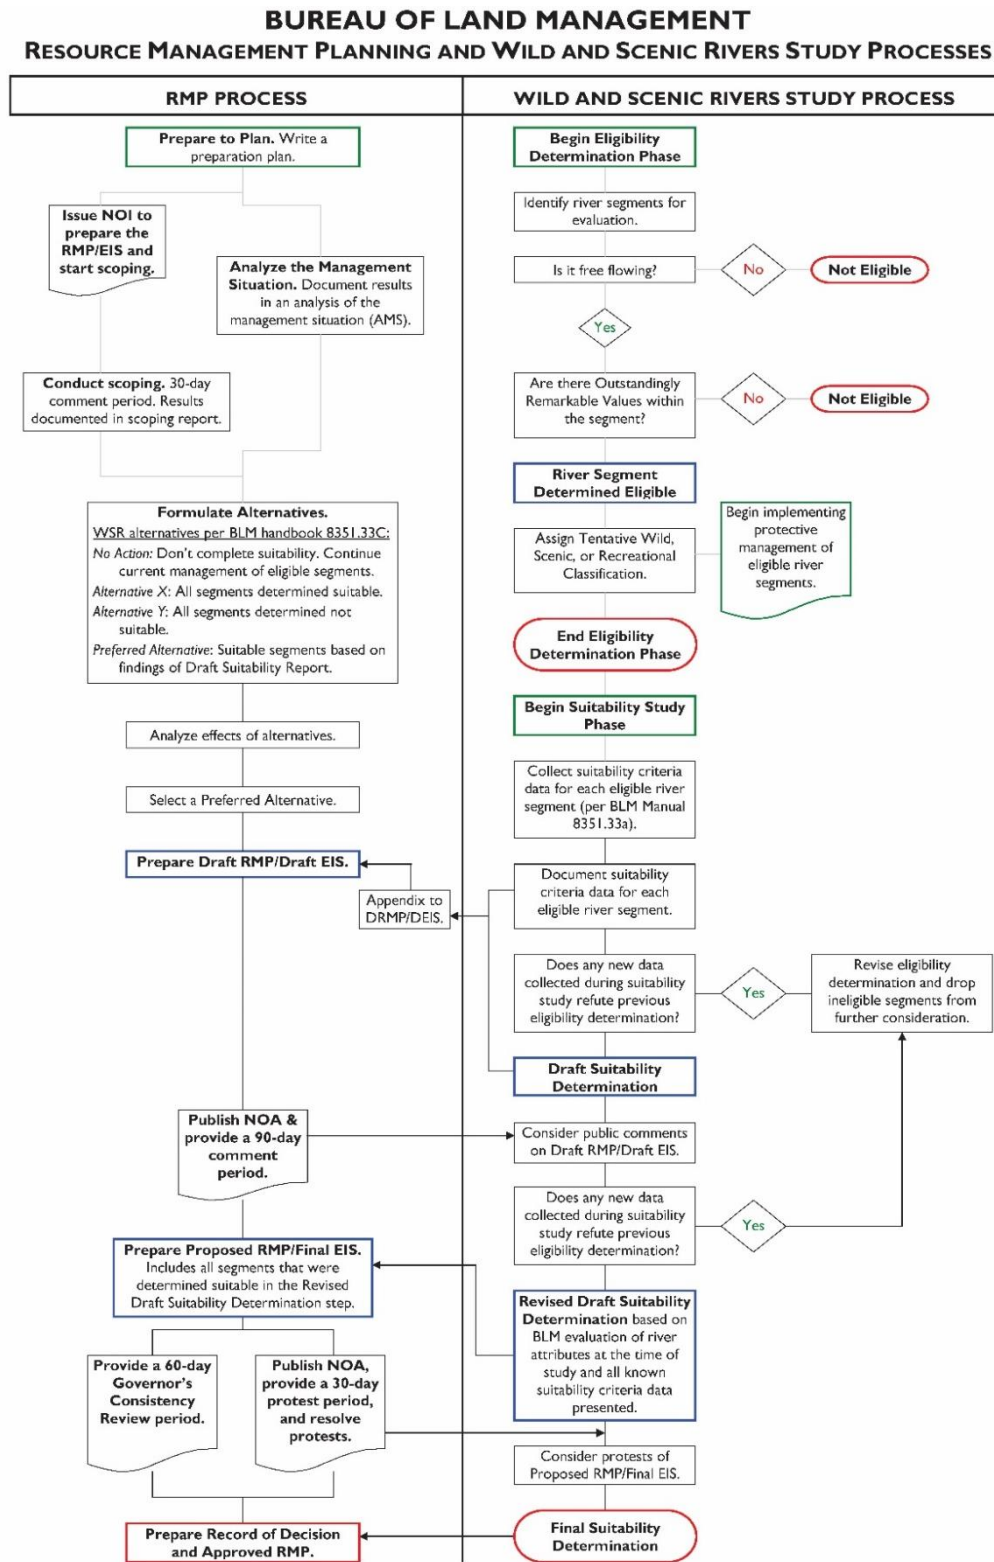 BUREAU OF LAND MANAGEMENT
RESOURCE MANAGEMENT PLANNING AND WILD AND SCENIC RIVERS STUDY PROCESSES
RMP PROCESS
Prepare to Plan. Write a
preparation plan.
Issue NOI to
prepare the
RMP/EIS and
start scoping.
Analyze the Management
Situation. Document results
in an analysis of the
management situation (AMS).
Conduct scoping. 30-day
comment period. Results
documented in scoping report.
Formulate Alternatives.
WSR alternatives per BLM handbook 8351.33C:
No Action: Don't complete suitability. Continue
current management of eligible segments.
Alternative X: All segments determined suitable.
Alternative Y: All segments determined not
suitable.
Preferred Alternative: Suitable segments based on
findings of Draft Suitability Report.
Analyze effects of alternatives.
Select a Preferred Alternative.
Prepare Draft RMP/Draft EIS.
Appendix to
DRMP/DEIS.
Publish NOA &
provide a 90-day
comment
period.
Prepare Proposed RMP/Final EIS.
Includes all segments that were
determined suitable in the Revised
Draft Suitability Determination step.
Provide a 60-day
Governor's
Consistency
Review period.
Publish NOA,
provide a 30-day
protest period,
and resolve
protests.
Prepare Record of Decision
and Approved RMP.
WILD AND SCENIC RIVERS STUDY PROCESS
Begin Eligibility
Determination Phase
Identify river segments for
evaluation.
Is it free flowing?
No
Not Eligible
Yes
Are there Outstandingly
Remarkable Values within
the segment?
No
Not Eligible
River Segment
Determined Eligible
Assign Tentative Wild,
Scenic, or Recreational
Classification.
Begin implementing
protective
management of
eligible river
segments.
End Eligibility
Determination Phase
Begin Suitability Study
Phase
Collect suitability criteria
data for each eligible river
segment (per BLM Manual
8351.33a).
Document suitability
criteria data for each
eligible river segment.
Does any new data
collected during suitability
study refute previous
eligibility determination?
Yes
Revise eligibility
determination and drop
ineligible segments from
further consideration.
Draft Suitability
Determination
Consider public comments
on Draft RMP/Draft EIS.
Does any new data
collected during suitability
study refute previous
eligibility determination?
Yes
Revised Draft Suitability
Determination based on
BLM evaluation of river
attributes at the time of
study and all known
suitability criteria data
presented.
Consider protests of
Proposed RMP/Final EIS.
Final Suitability
Determination